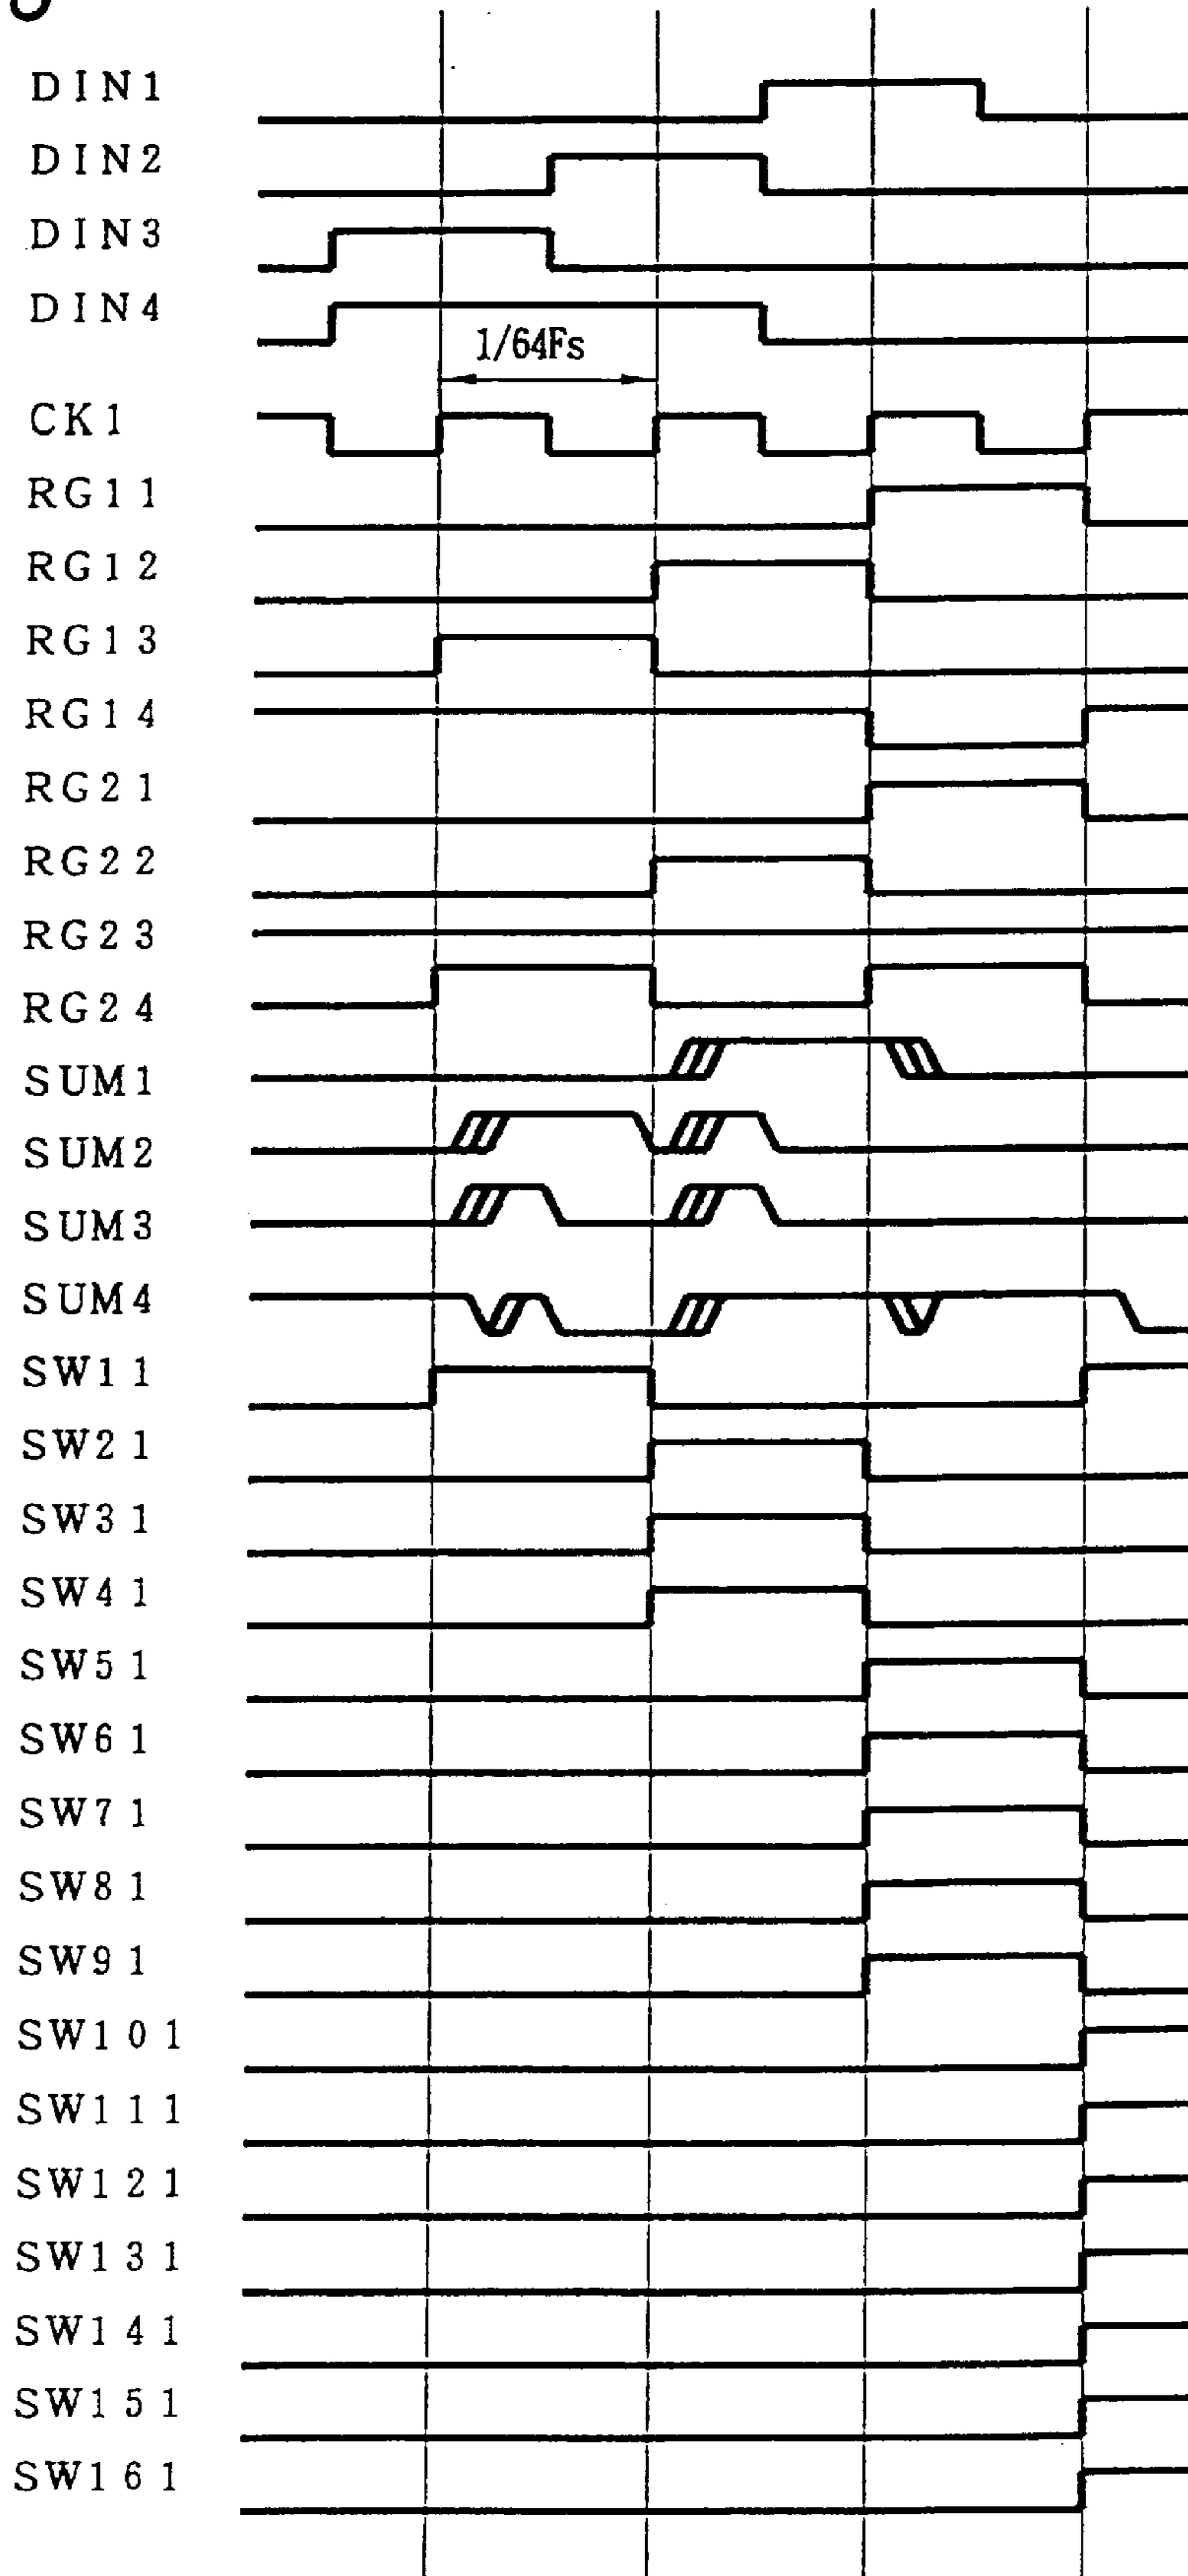 DIN1
DIN2
DIN3
DIN4
1/64Fs
CK1
RG11
RG12
RG13
RG14
RG21
RG22
RG23
RG24
SUM1
SUM2
SUM3
SUM4
SW11
SW21
SW31
SW41
SW51
SW61
SW71
SW81
SW91
SW101
SW111
SW121
SW131
SW141
SW151
SW161